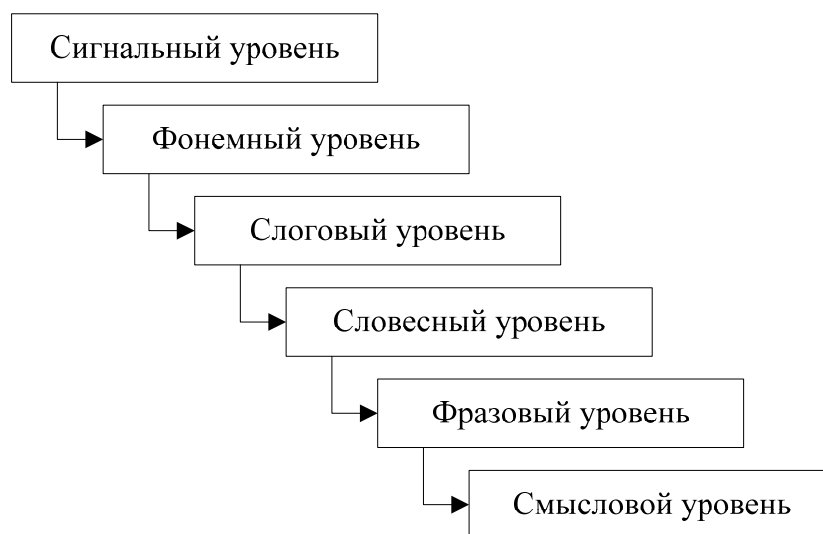 Сигнальный уровень
Фонемный уровень
Слоговый уровень
Словесный уровень
Фразовый уровень
Смысловой уровень